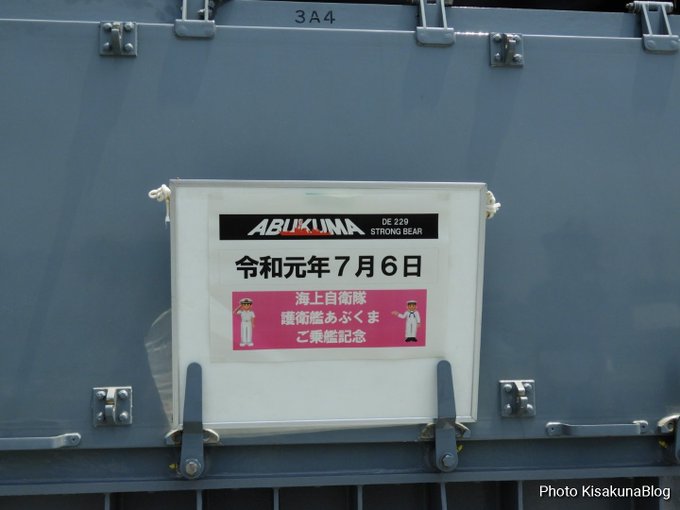 3A4
ABUKUMA
DE 229
STRONG BEAR
令和元年7月6日
海上自衛隊
護衛艦あぶくま
ご乗艦記念
Photo KisakunaBlog